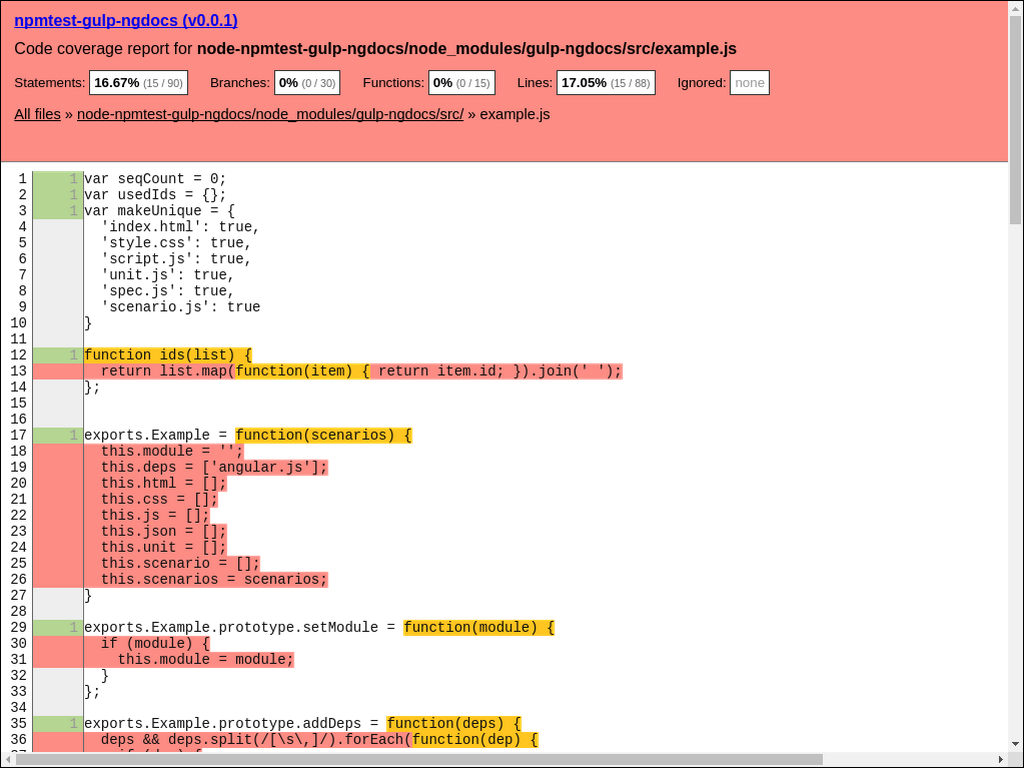 npmtest-gulp-ngdocs (v0.0.1)
Code coverage report for node-npmtest-gulp-ngdocs/node_modules/gulp-ngdocs/src/example.js
Statements: 16.67% (15 / 90) Branches: 0% (0 / 30) Functions: 0% (0 / 15) Lines: 17.05% (15 / 88) Ignored: none
All files » node-npmtest-gulp-ngdocs/node_modules/gulp-ngdocs/src/ » example.js
1 1 var seqCount = 0;
2 1 var usedIds = {};
3 1 var makeUnique = {
4 'index.html': true,
5 'style.css': true,
6 'script.js': true,
7 'unit.js': true,
8 'spec.js': true,
9 'scenario.js': true
10 }
11
12 1 function ids(list) {
13 return list.map(function(item) { return item.id; }).join(' ');
14 };
15
16
17 1 exports.Example = function(scenarios) {
18 this.module = '';
19 this.deps = ['angular.js'];
20 this.html = [];
21 this.css = [];
22 this.js = [];
23 this.json = [];
24 this.unit = [];
25 this.scenario = [];
26 this.scenarios = scenarios;
27 }
28
29 1 exports.Example.prototype.setModule = function(module) {
30 if (module) {
31 this.module = module;
32 }
33 };
34
35 1 exports.Example.prototype.addDeps = function(deps) {
36 deps && deps.split(/[\s\,]/).forEach(function(dep) {